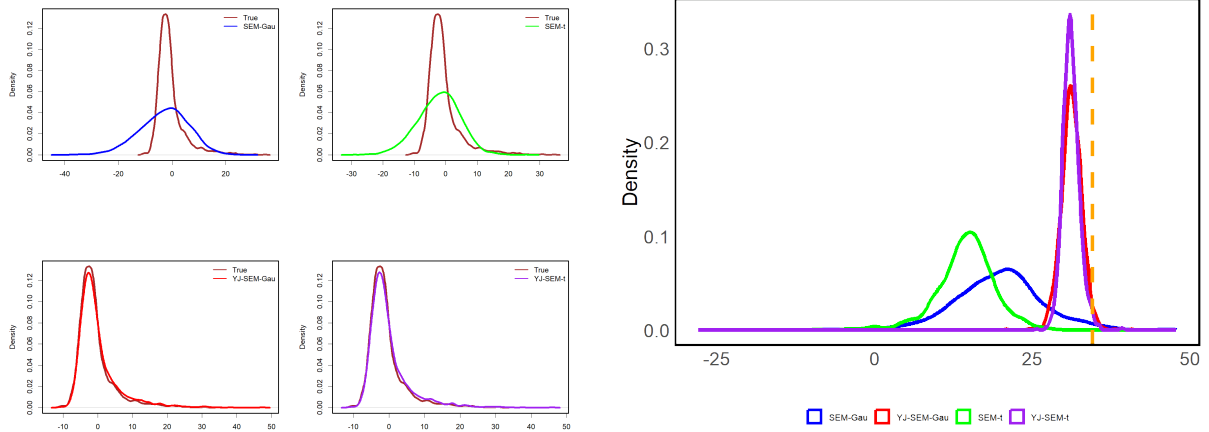 True
SEM-Gau
Density
0.00 0.02 0.04 0.06 0.08 0.10 0.12
-40 -20 0 20
True
SEM-t
Density
0.00 0.02 0.04 0.06 0.08 0.10 0.12
-30 -20 -10 0 10 20 30
True
YJ-SEM-Gau
Density
0.00 0.02 0.04 0.06 0.08 0.10 0.12
-10 0 10 20 30 40 50
True
YJ-SEM-t
Density
0.00 0.02 0.04 0.06 0.08 0.10 0.12
-10 0 10 20 30 40 50
Density
0.3
0.2
0.1
0.0
-25 0 25 50
SEM-Gau YJ-SEM-Gau SEM-t YJ-SEM-t